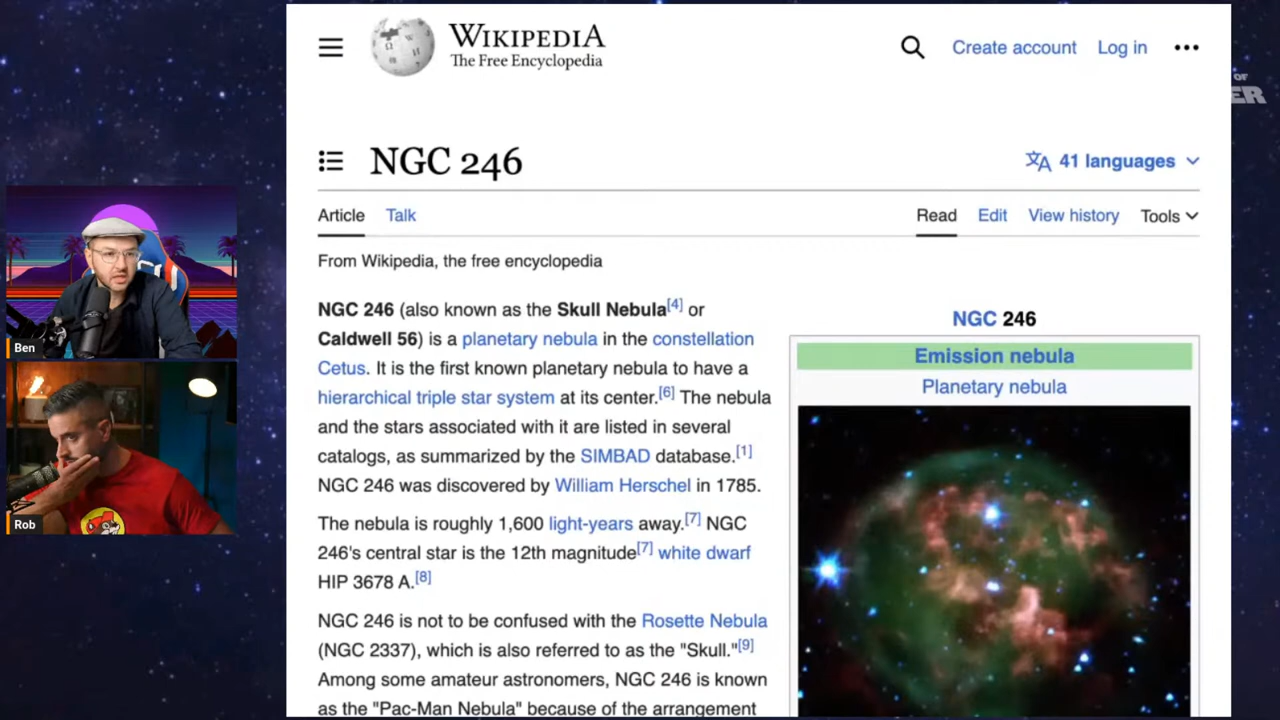 WIKIPEDIA
The Free Encyclopedia
Create account
Log in
OF
ER
NGC 246
41 languages
Article
Talk
Read
Edit
View history
Tools
From Wikipedia, the free encyclopedia
NGC 246 (also known as the Skull Nebula[4] or
Caldwell 56) is a planetary nebula in the constellation
Cetus. It is the first known planetary nebula to have a
hierarchical triple star system at its center.[6] The nebula
and the stars associated with it are listed in several
catalogs, as summarized by the SIMBAD database.[1]
NGC 246 was discovered by William Herschel in 1785.
The nebula is roughly 1,600 light-years away.[7] NGC
246's central star is the 12th magnitude[7] white dwarf
HIP 3678 A.[8]
NGC 246 is not to be confused with the Rosette Nebula
(NGC 2337), which is also referred to as the "Skull."[9]
Among some amateur astronomers, NGC 246 is known
as the "Pac-Man Nebula" because of the arrangement
NGC 246
Emission nebula
Planetary nebula
Ben
Rob